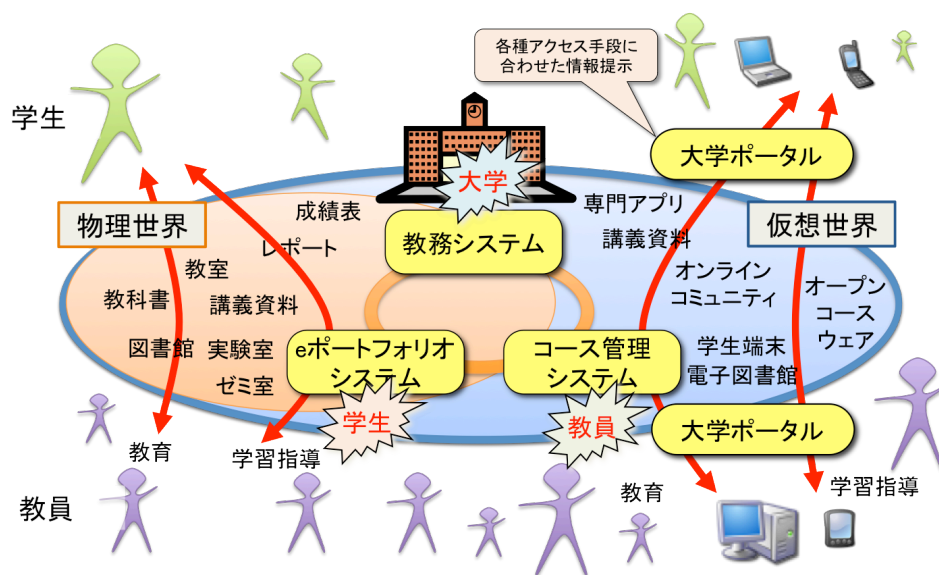 各種アクセス手段に
合わせた情報提示
学生
大学ポータル
大学
物理世界
成績表
専門アプリ
仮想世界
レポート
教務システム
講義資料
教室
オンライン
コミュニティ
教科書
講義資料
オープン
コース
ウェア
図書館
実験室
eポートフォリオ
システム
コース管理
システム
学生端末
電子図書館
ゼミ室
学生
教員
大学ポータル
教育
学習指導
教育
学習指導
教員